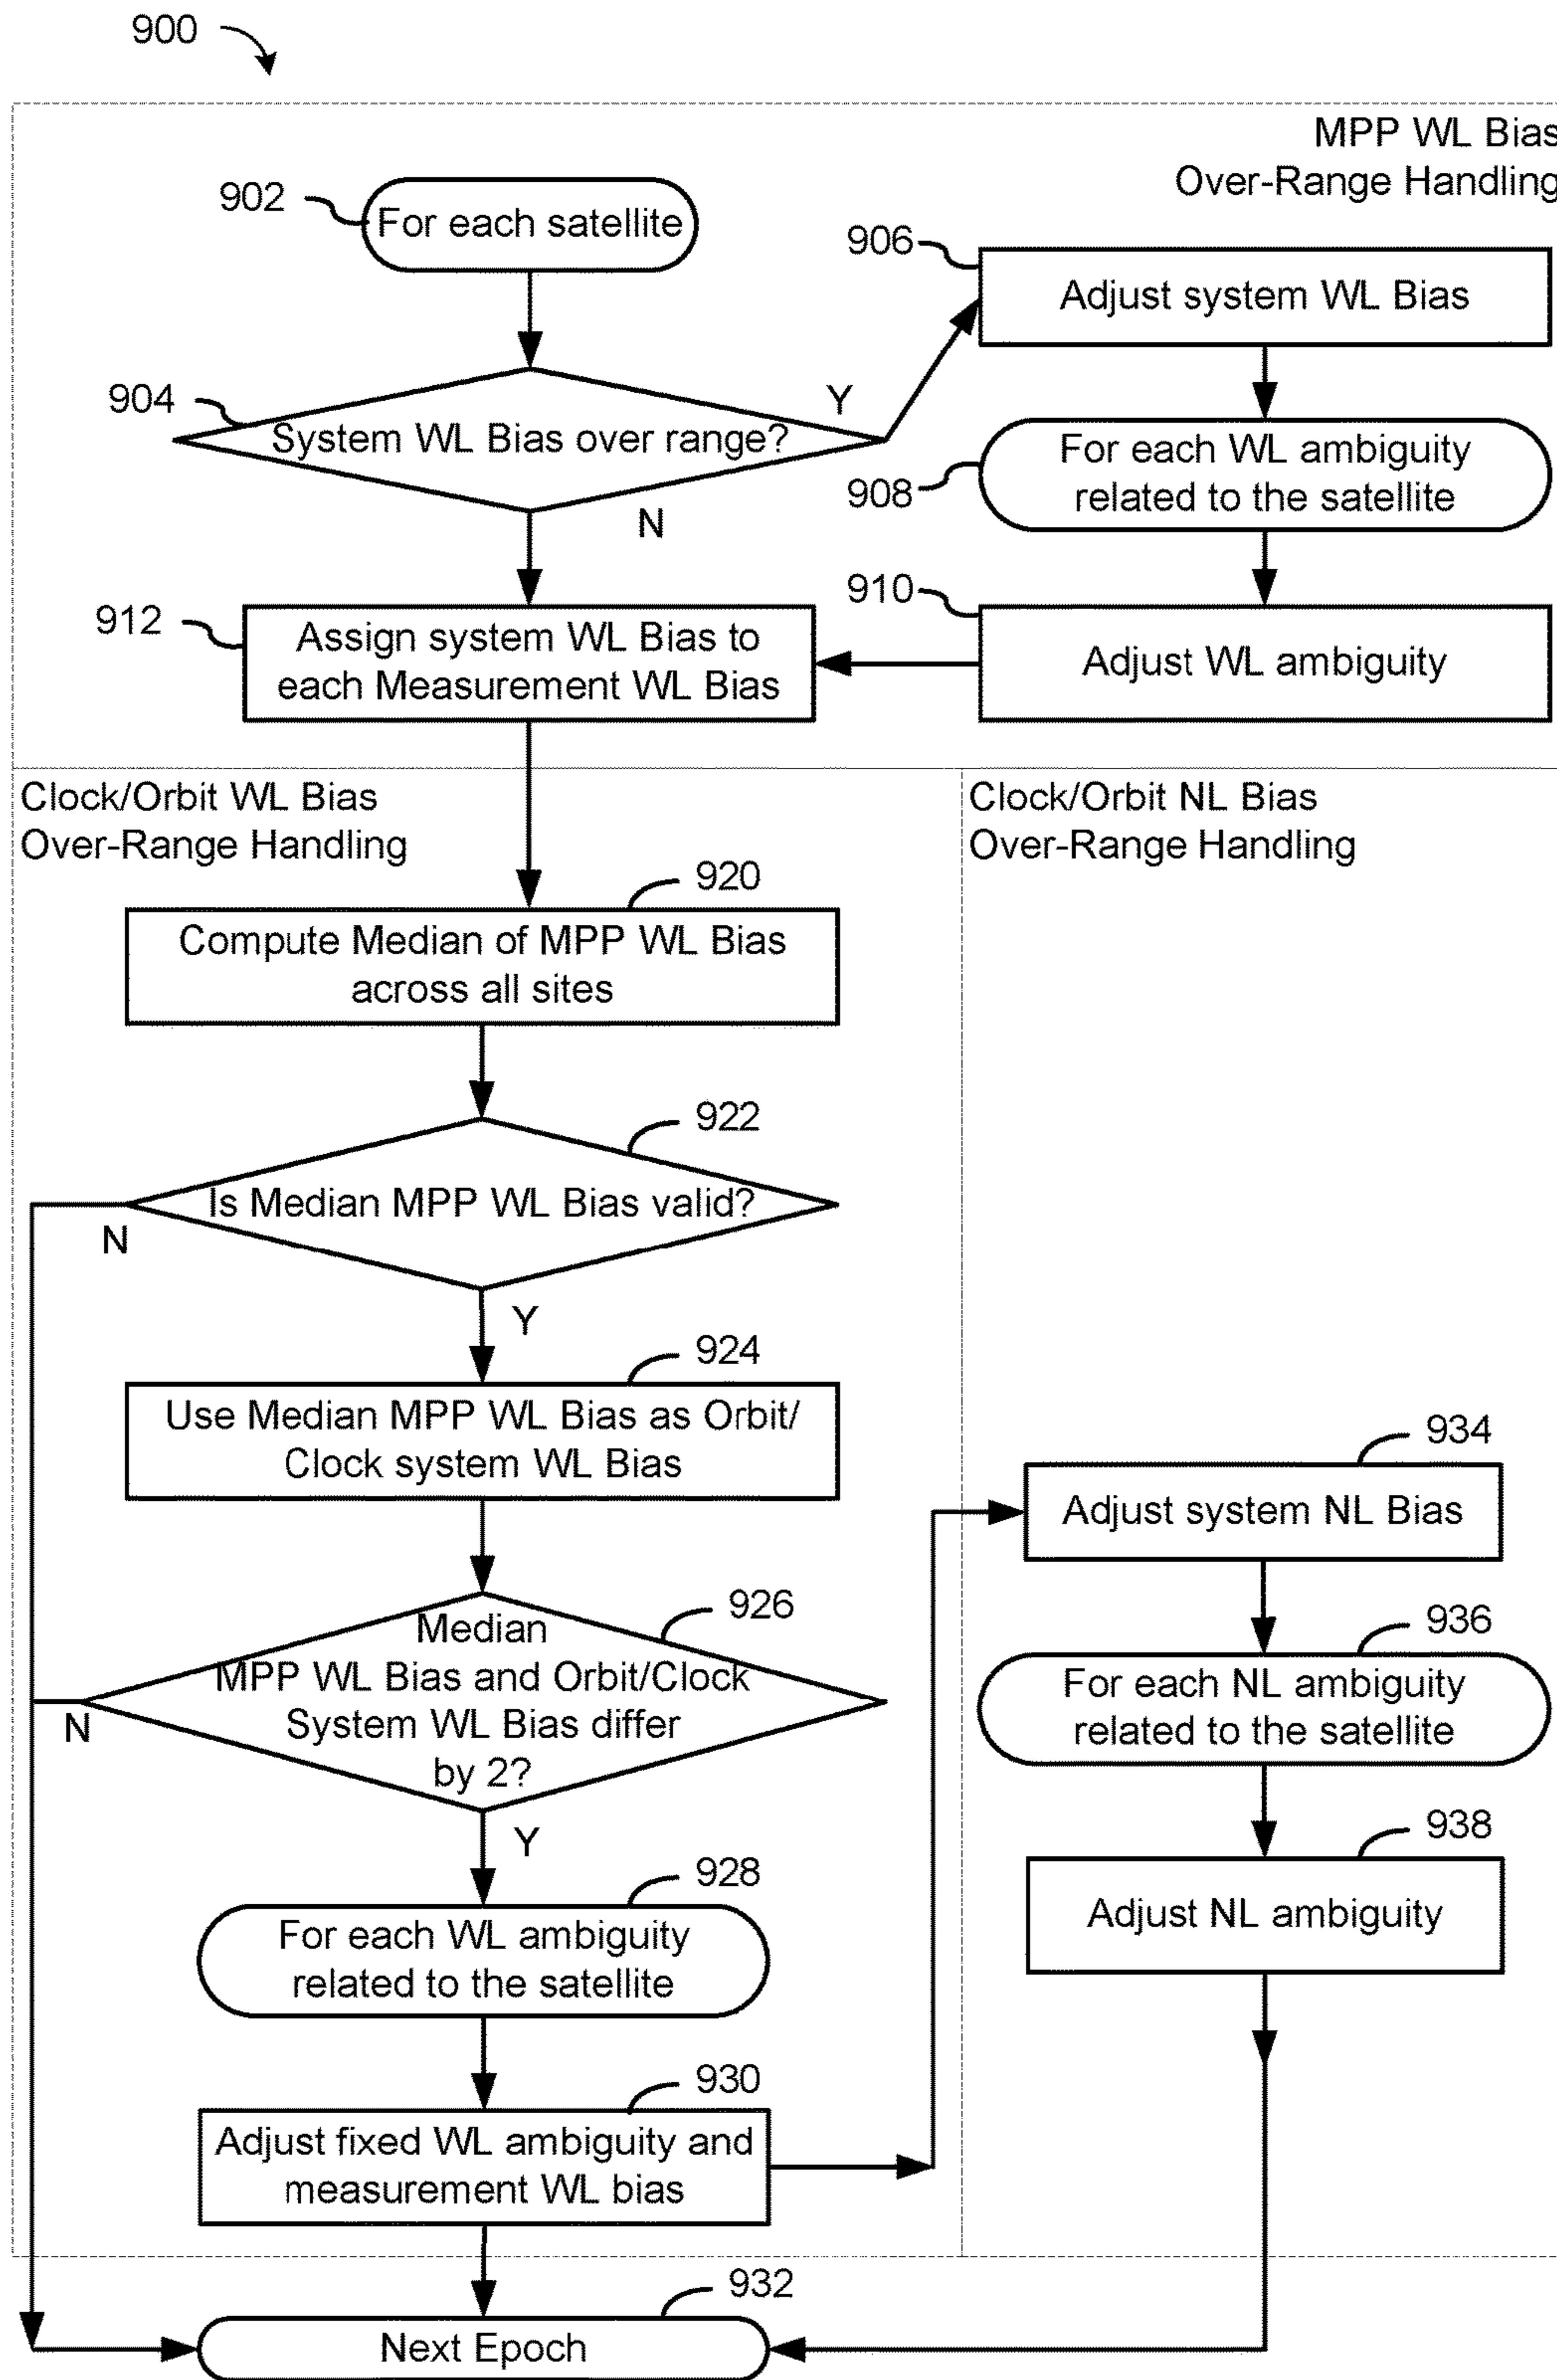 900
MPP WL Bias
Over-Range Handling
902
For each satellite
906
Adjust system WL Bias
904
System WL Bias over range?
Y
N
908
For each WL ambiguity
related to the satellite
910
Adjust WL ambiguity
912
Assign system WL Bias to
each Measurement WL Bias
Clock/Orbit WL Bias
Over-Range Handling
Clock/Orbit NL Bias
Over-Range Handling
920
Compute Median of MPP WL Bias
across all sites
922
Is Median MPP WL Bias valid?
N
Y
924
Use Median MPP WL Bias as Orbit/
Clock system WL Bias
926
Median
MPP WL Bias and Orbit/Clock
System WL Bias differ
by 2?
N
Y
928
For each WL ambiguity
related to the satellite
930
Adjust fixed WL ambiguity and
measurement WL bias
934
Adjust system NL Bias
936
For each NL ambiguity
related to the satellite
938
Adjust NL ambiguity
932
Next Epoch